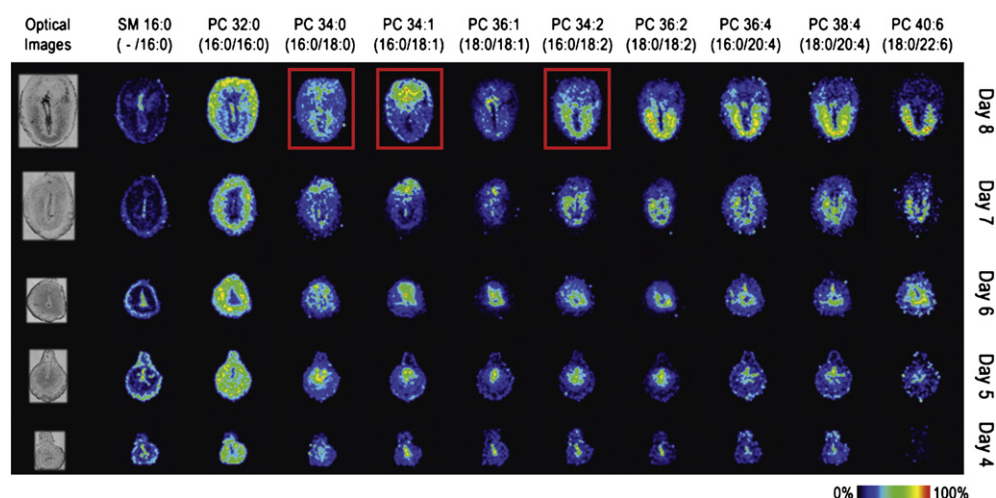 Optical Images
SM 16:0 ( - /16:0)
PC 32:0 (16:0/16:0)
PC 34:0 (16:0/18:0)
PC 34:1 (16:0/18:1)
PC 36:1 (18:0/18:1)
PC 34:2 (16:0/18:2)
PC 36:2 (18:0/18:2)
PC 36:4 (16:0/20:4)
PC 38:4 (18:0/20:4)
PC 40:6 (18:0/22:6)
Day 8
Day 7
Day 6
Day 5
Day 4
0% 100%